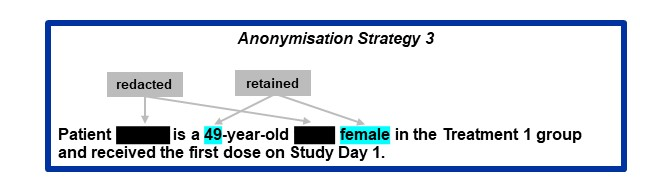 Anonymisation Strategy 3
redacted
retained
Patient is a 49-year-old female in the Treatment 1 group
and received the first dose on Study Day 1.